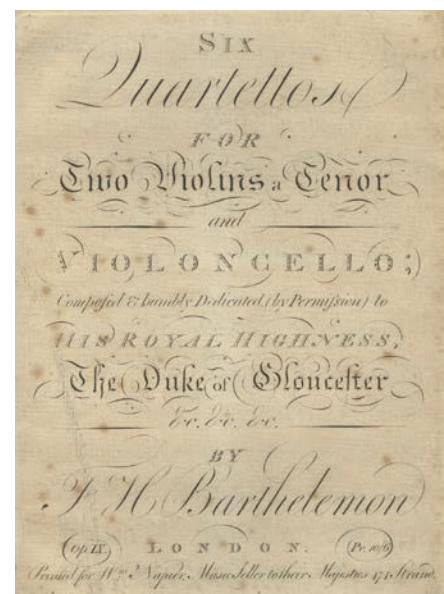 SIX
Quartettos
FOR
Two Violins a Tenor
and
VIOLONCELLO;
Composed & humbly Dedicated (by Permiſsion) to
HIS ROYAL HIGHNESS,
The Duke of Glouceſter
&c. &c. &c.
BY
F H Barthelemon
Op. IX. LONDON. (Pr. 10/6)
Printed for Wm. Napier Music Seller to their Majesties 474 Strand.